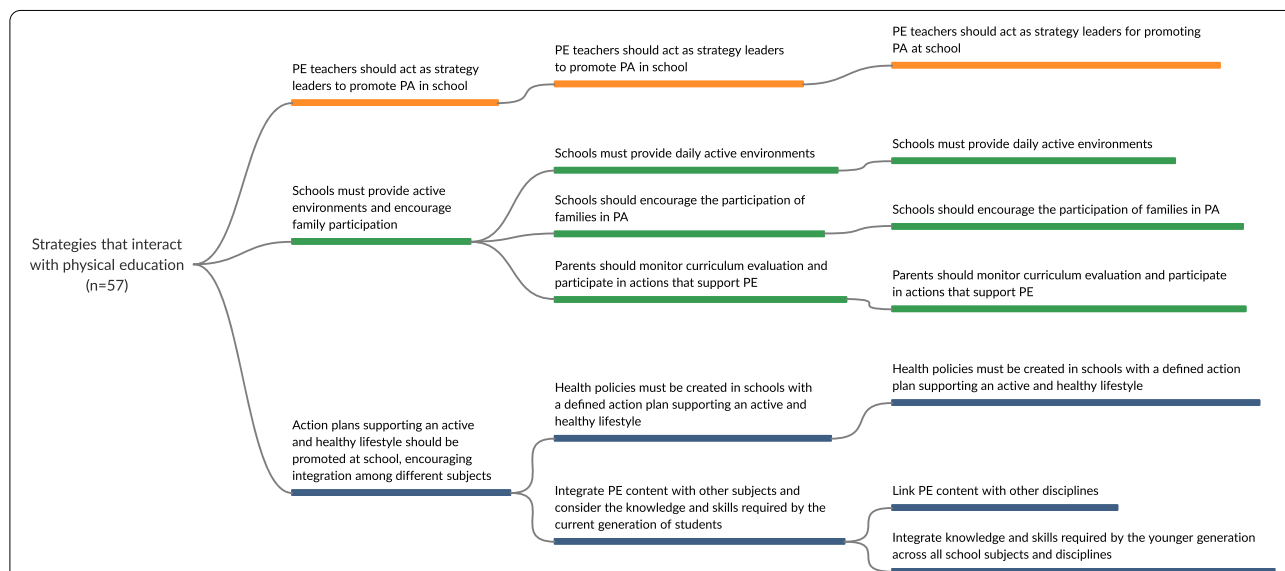 Strategies that interact
with physical education
(n=57)
PE teachers should act as strategy
leaders to promote PA in school
PE teachers should act as strategy leaders
to promote PA in school
PE teachers should act as strategy leaders for promoting
PA at school
Schools must provide active
environments and encourage
family participation
Schools must provide daily active environments
Schools must provide daily active environments
Schools should encourage the participation of
families in PA
Schools should encourage the participation of families in PA
Parents should monitor curriculum evaluation and
participate in actions that support PE
Parents should monitor curriculum evaluation and participate
in actions that support PE
Action plans supporting an active
and healthy lifestyle should be
promoted at school, encouraging
integration among different subjects
Health policies must be created in schools with
a defined action plan supporting an active and
healthy lifestyle
Health policies must be created in schools with a defined action
plan supporting an active and healthy lifestyle
Integrate PE content with other subjects and
consider the knowledge and skills required by the
current generation of students
Link PE content with other disciplines
Integrate knowledge and skills required by the younger generation
across all school subjects and disciplines